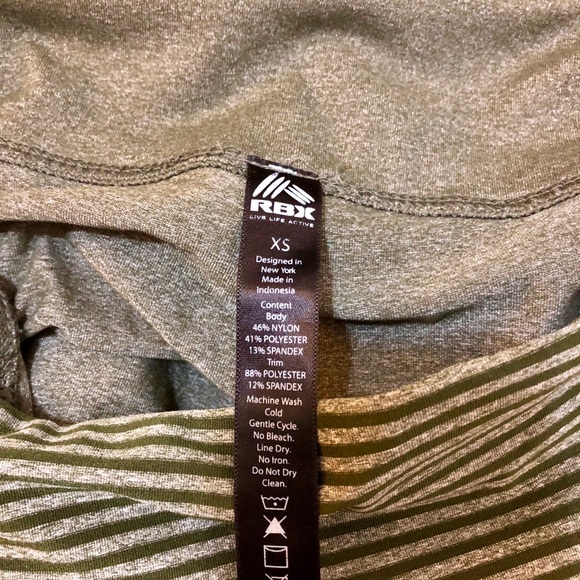 RBX
LIVE LIFE ACTIVE
XS
Designed in
New York
Made in
Indonesia
Content
Body
46% NYLON
41% POLYESTER
13% SPANDEX
Trim
88% POLYESTER
12% SPANDEX
Machine Wash
Cold
Gentle Cycle.
No Bleach.
Line Dry.
No Iron.
Do Not Dry
Clean.